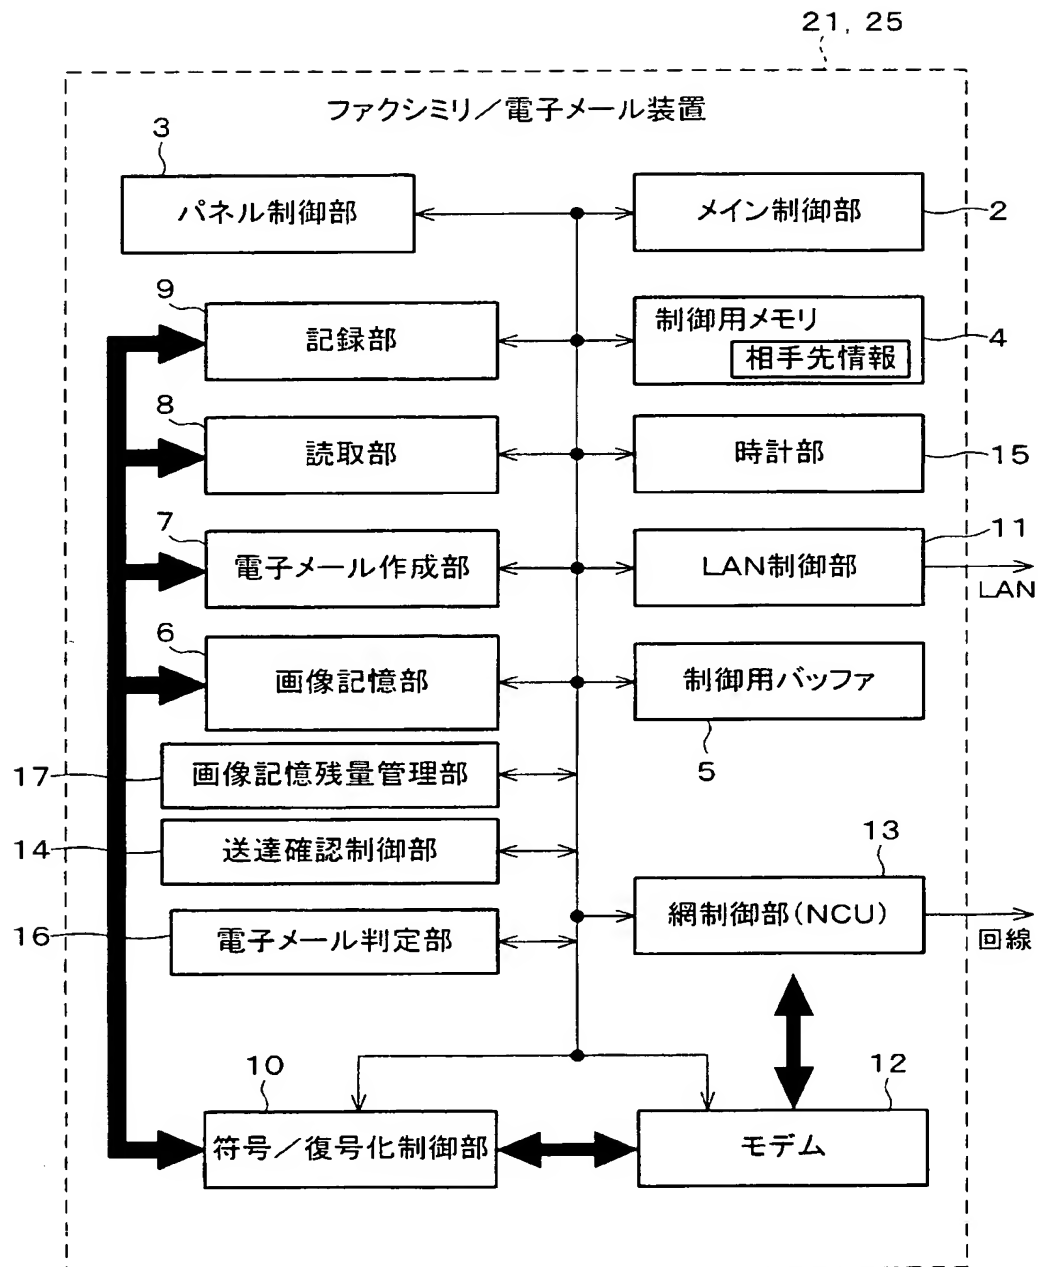 21, 25
ファクシミリ／電子メール装置
3
パネル制御部
メイン制御部
2
9
記録部
制御用メモリ
相手先情報
4
8
読取部
時計部
15
7
電子メール作成部
LAN制御部
11
LAN
6
画像記憶部
制御用バッファ
5
17
画像記憶残量管理部
14
送達確認制御部
13
網制御部(NCU)
回線
16
電子メール判定部
10
符号／復号化制御部
12
モデム